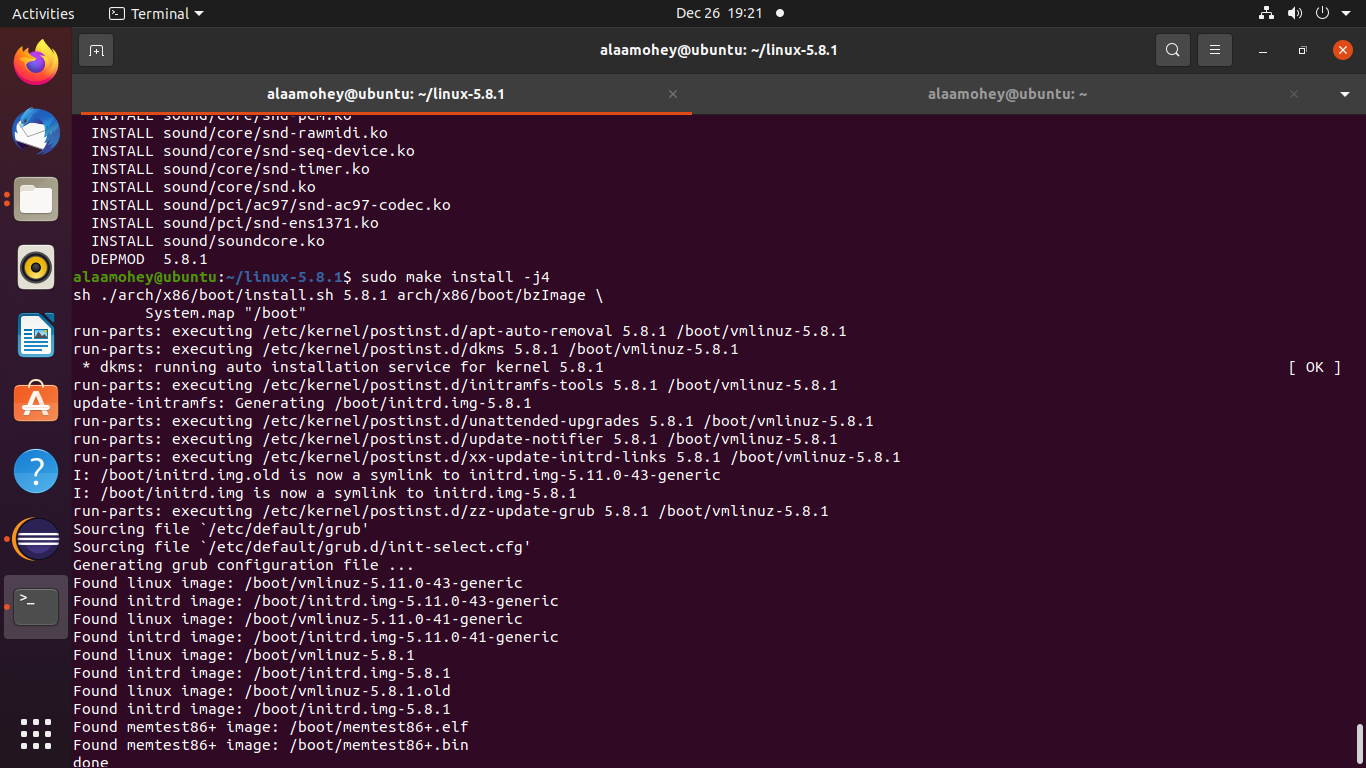 Activities
Terminal
Dec 26 19:21
alaamohey@ubuntu: ~/linux-5.8.1
alaamohey@ubuntu: ~/linux-5.8.1
alaamohey@ubuntu: ~
  INSTALL sound/core/snd-pcm.ko
  INSTALL sound/core/snd-rawmidi.ko
  INSTALL sound/core/snd-seq-device.ko
  INSTALL sound/core/snd-timer.ko
  INSTALL sound/core/snd.ko
  INSTALL sound/pci/ac97/snd-ac97-codec.ko
  INSTALL sound/pci/snd-ens1371.ko
  INSTALL sound/soundcore.ko
  DEPMOD  5.8.1
alaamohey@ubuntu:~/linux-5.8.1$ sudo make install -j4
sh ./arch/x86/boot/install.sh 5.8.1 arch/x86/boot/bzImage \
        System.map "/boot"
run-parts: executing /etc/kernel/postinst.d/apt-auto-removal 5.8.1 /boot/vmlinuz-5.8.1
run-parts: executing /etc/kernel/postinst.d/dkms 5.8.1 /boot/vmlinuz-5.8.1
 * dkms: running auto installation service for kernel 5.8.1 [ OK ]
run-parts: executing /etc/kernel/postinst.d/initramfs-tools 5.8.1 /boot/vmlinuz-5.8.1
update-initramfs: Generating /boot/initrd.img-5.8.1
run-parts: executing /etc/kernel/postinst.d/unattended-upgrades 5.8.1 /boot/vmlinuz-5.8.1
run-parts: executing /etc/kernel/postinst.d/update-notifier 5.8.1 /boot/vmlinuz-5.8.1
run-parts: executing /etc/kernel/postinst.d/xx-update-initrd-links 5.8.1 /boot/vmlinuz-5.8.1
I: /boot/initrd.img.old is now a symlink to initrd.img-5.11.0-43-generic
I: /boot/initrd.img is now a symlink to initrd.img-5.8.1
run-parts: executing /etc/kernel/postinst.d/zz-update-grub 5.8.1 /boot/vmlinuz-5.8.1
Sourcing file `/etc/default/grub'
Sourcing file `/etc/default/grub.d/init-select.cfg'
Generating grub configuration file ...
Found linux image: /boot/vmlinuz-5.11.0-43-generic
Found initrd image: /boot/initrd.img-5.11.0-43-generic
Found linux image: /boot/vmlinuz-5.11.0-41-generic
Found initrd image: /boot/initrd.img-5.11.0-41-generic
Found linux image: /boot/vmlinuz-5.8.1
Found initrd image: /boot/initrd.img-5.8.1
Found linux image: /boot/vmlinuz-5.8.1.old
Found initrd image: /boot/initrd.img-5.8.1
Found memtest86+ image: /boot/memtest86+.elf
Found memtest86+ image: /boot/memtest86+.bin
done